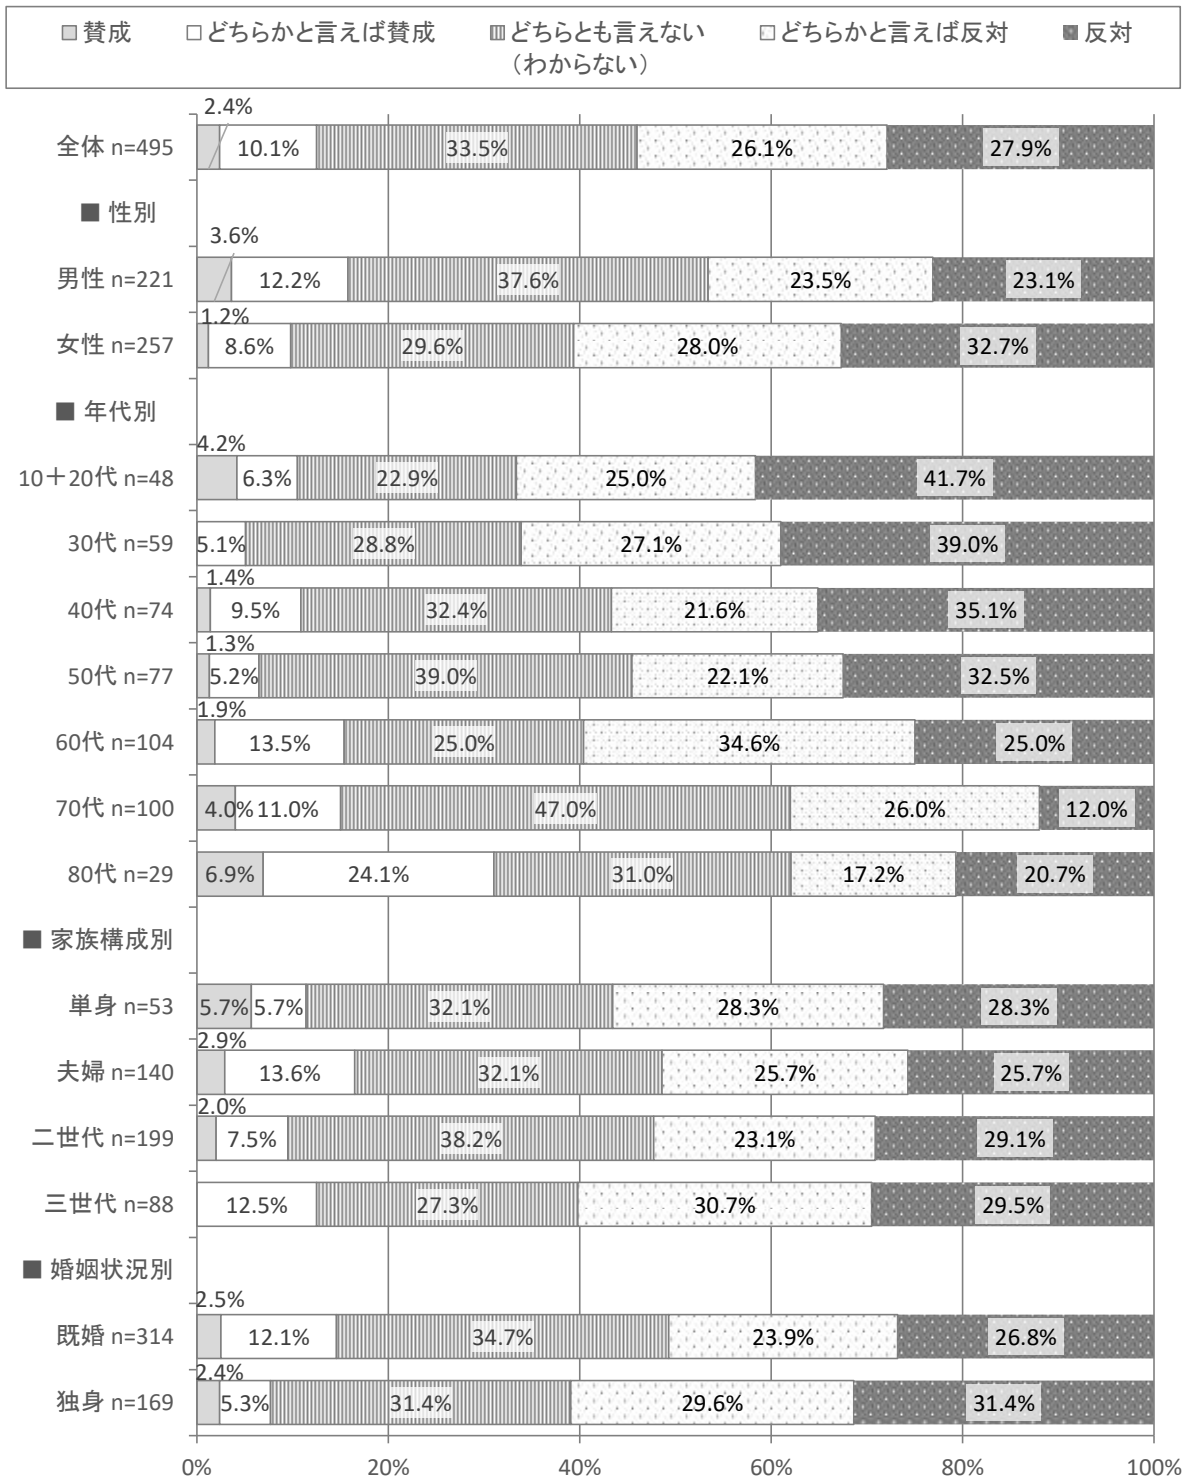 賛成 どちらかと言えば賛成 どちらとも言えない どちらかと言えば反対 反対
（わからない）
2.4%
全体 n=495 10.1% 33.5% 26.1% 27.9%
■ 性別
3.6%
男性 n=221 12.2% 37.6% 23.5% 23.1%
1.2%
女性 n=257 8.6% 29.6% 28.0% 32.7%
■ 年代別
4.2%
10＋20代 n=48 6.3% 22.9% 25.0% 41.7%
30代 n=59 5.1% 28.8% 27.1% 39.0%
1.4%
40代 n=74 9.5% 32.4% 21.6% 35.1%
1.3%
50代 n=77 5.2% 39.0% 22.1% 32.5%
1.9%
60代 n=104 13.5% 25.0% 34.6% 25.0%
70代 n=100 4.0% 11.0% 47.0% 26.0% 12.0%
80代 n=29 6.9% 24.1% 31.0% 17.2% 20.7%
■ 家族構成別
単身 n=53 5.7% 5.7% 32.1% 28.3% 28.3%
2.9%
夫婦 n=140 13.6% 32.1% 25.7% 25.7%
2.0%
二世代 n=199 7.5% 38.2% 23.1% 29.1%
三世代 n=88 12.5% 27.3% 30.7% 29.5%
■ 婚姻状況別
2.5%
既婚 n=314 12.1% 34.7% 23.9% 26.8%
2.4%
独身 n=169 5.3% 31.4% 29.6% 31.4%
0% 20% 40% 60% 80% 100%